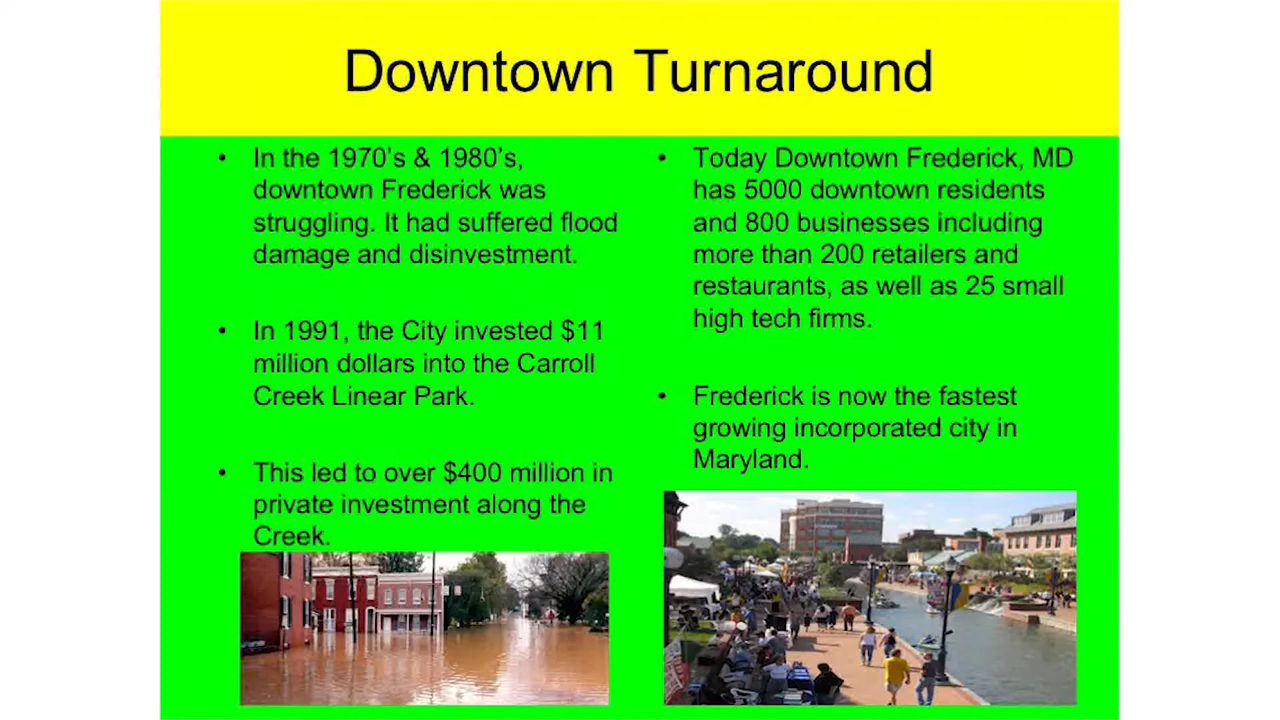 Downtown Turnaround
• In the 1970's & 1980's,
downtown Frederick was
struggling. It had suffered flood
damage and disinvestment.
• In 1991, the City invested $11
million dollars into the Carroll
Creek Linear Park.
• This led to over $400 million in
private investment along the
Creek.
• Today Downtown Frederick, MD
has 5000 downtown residents
and 800 businesses including
more than 200 retailers and
restaurants, as well as 25 small
high tech firms.
• Frederick is now the fastest
growing incorporated city in
Maryland.